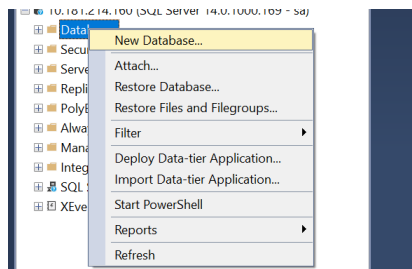 10.181.214.160 (SQL Server 14.0.1000.169 - sa)
Data
New Database...
Secu
Attach...
Serve
Restore Database...
Repli
Restore Files and Filegroups...
PolyB
Alwa
Filter
Mana
Deploy Data-tier Application...
Integ
Import Data-tier Application...
SQL
Start PowerShell
XEve
Reports
Refresh